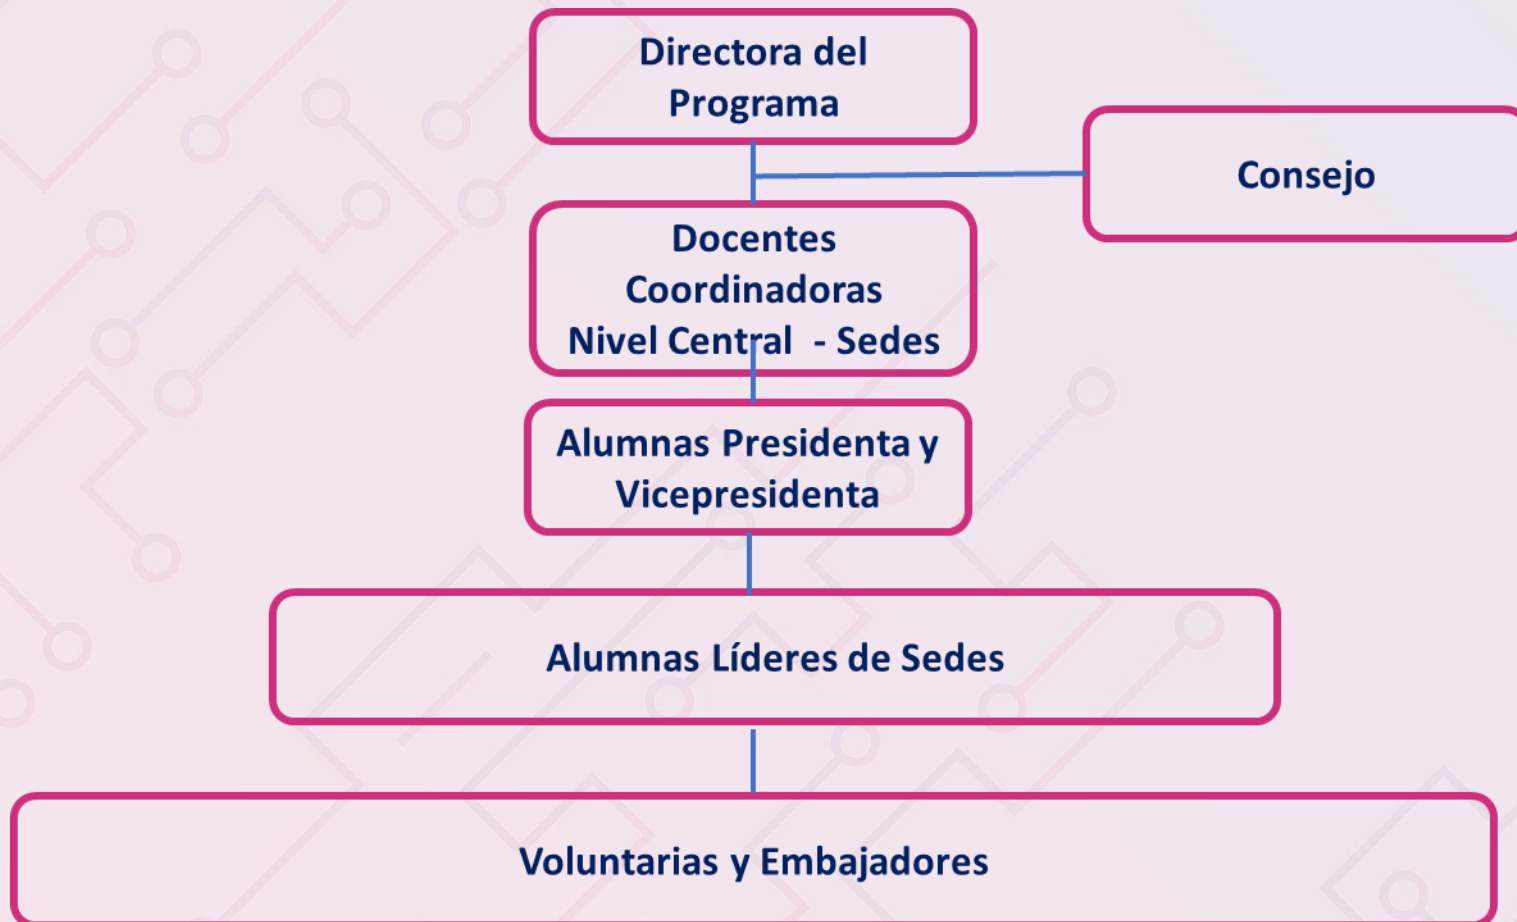 Directora del
Programa
Consejo
Docentes
Coordinadoras
Nivel Central - Sedes
Alumnas Presidenta y
Vicepresidenta
Alumnas Líderes de Sedes
Voluntarias y Embajadores